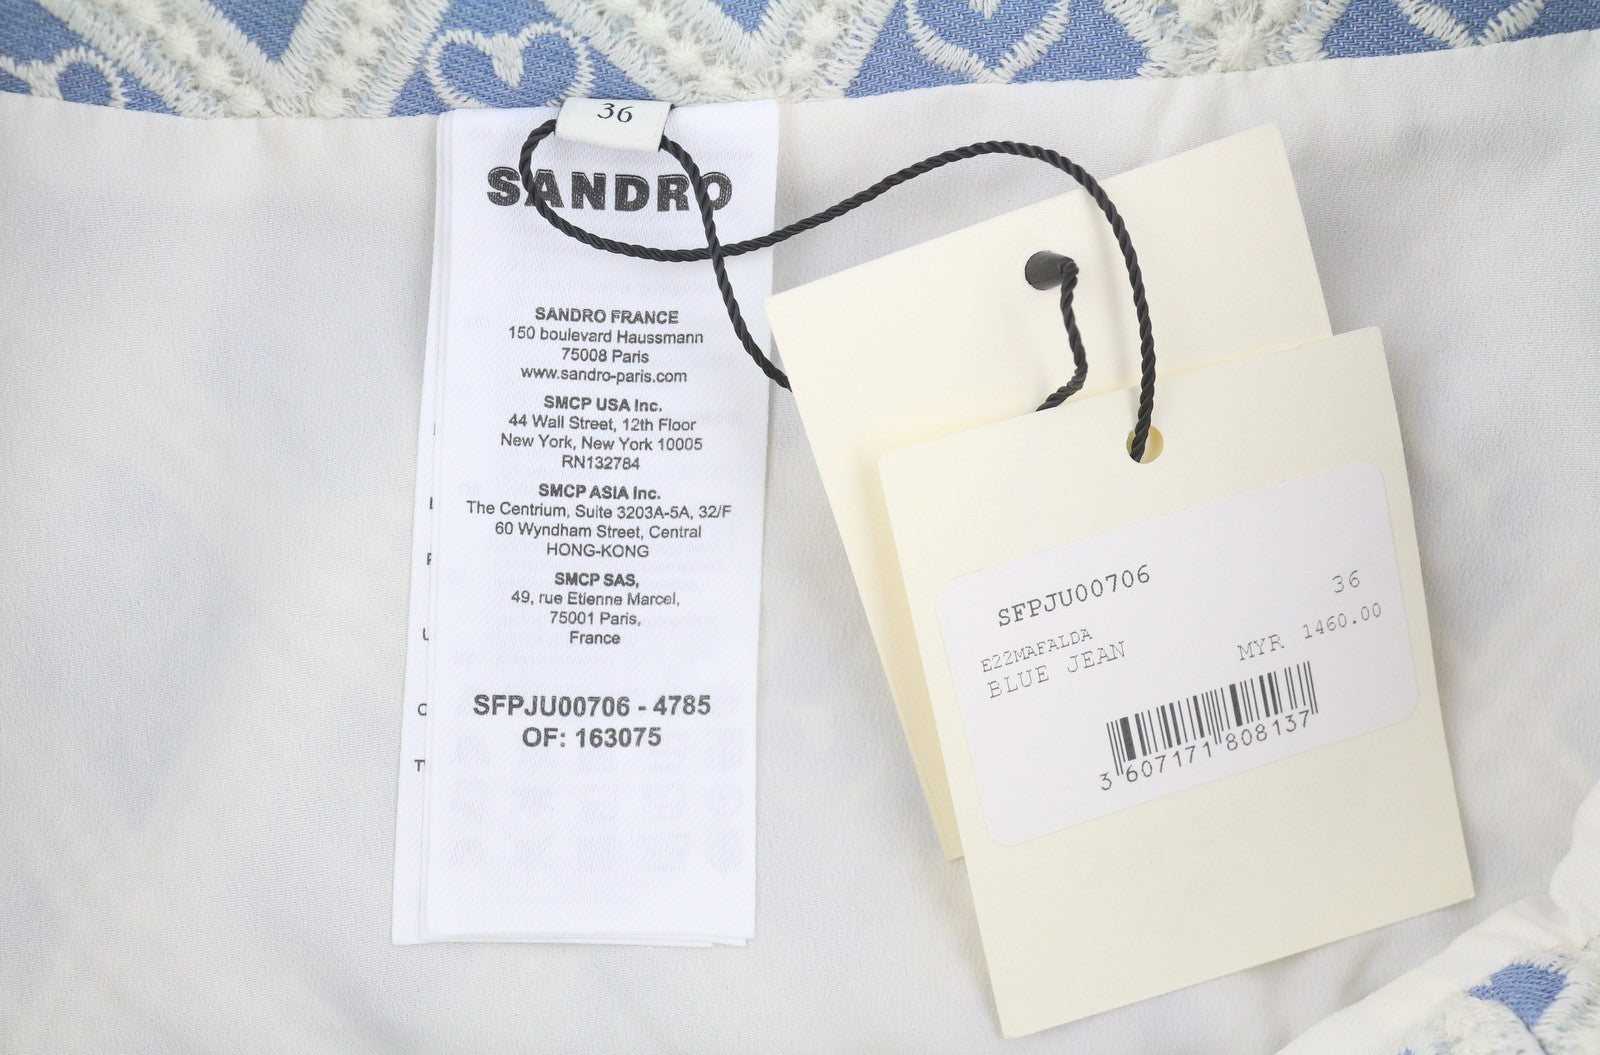 36
SANDRO
SANDRO FRANCE
150 boulevard Haussmann
75008 Paris
www.sandro-paris.com
SMCP USA Inc.
44 Wall Street, 12th Floor
New York, New York 10005
RN132784
SMCP ASIA Inc.
The Centrium, Suite 3203A-5A, 32/F
60 Wyndham Street, Central
HONG-KONG
SMCP SAS,
49, rue Etienne Marcel,
75001 Paris,
France
SFPJU00706 - 4785
OF: 163075
SFPJU00706 36
E22MAFALDA
BLUE JEAN MYR 1460.00
3 607171 808137